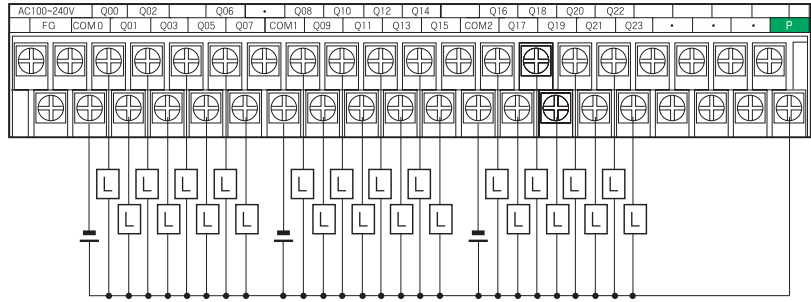 AC100~240V Q00 Q02 Q06 • Q08 Q10 Q12 Q14 Q16 Q18 Q20 Q22
FG COM0 Q01 Q03 Q05 Q07 COM1 Q09 Q11 Q13 Q15 COM2 Q17 Q19 Q21 Q23 • • • P
L L L L L L L L L L L L
L L L L L L L L L L L L